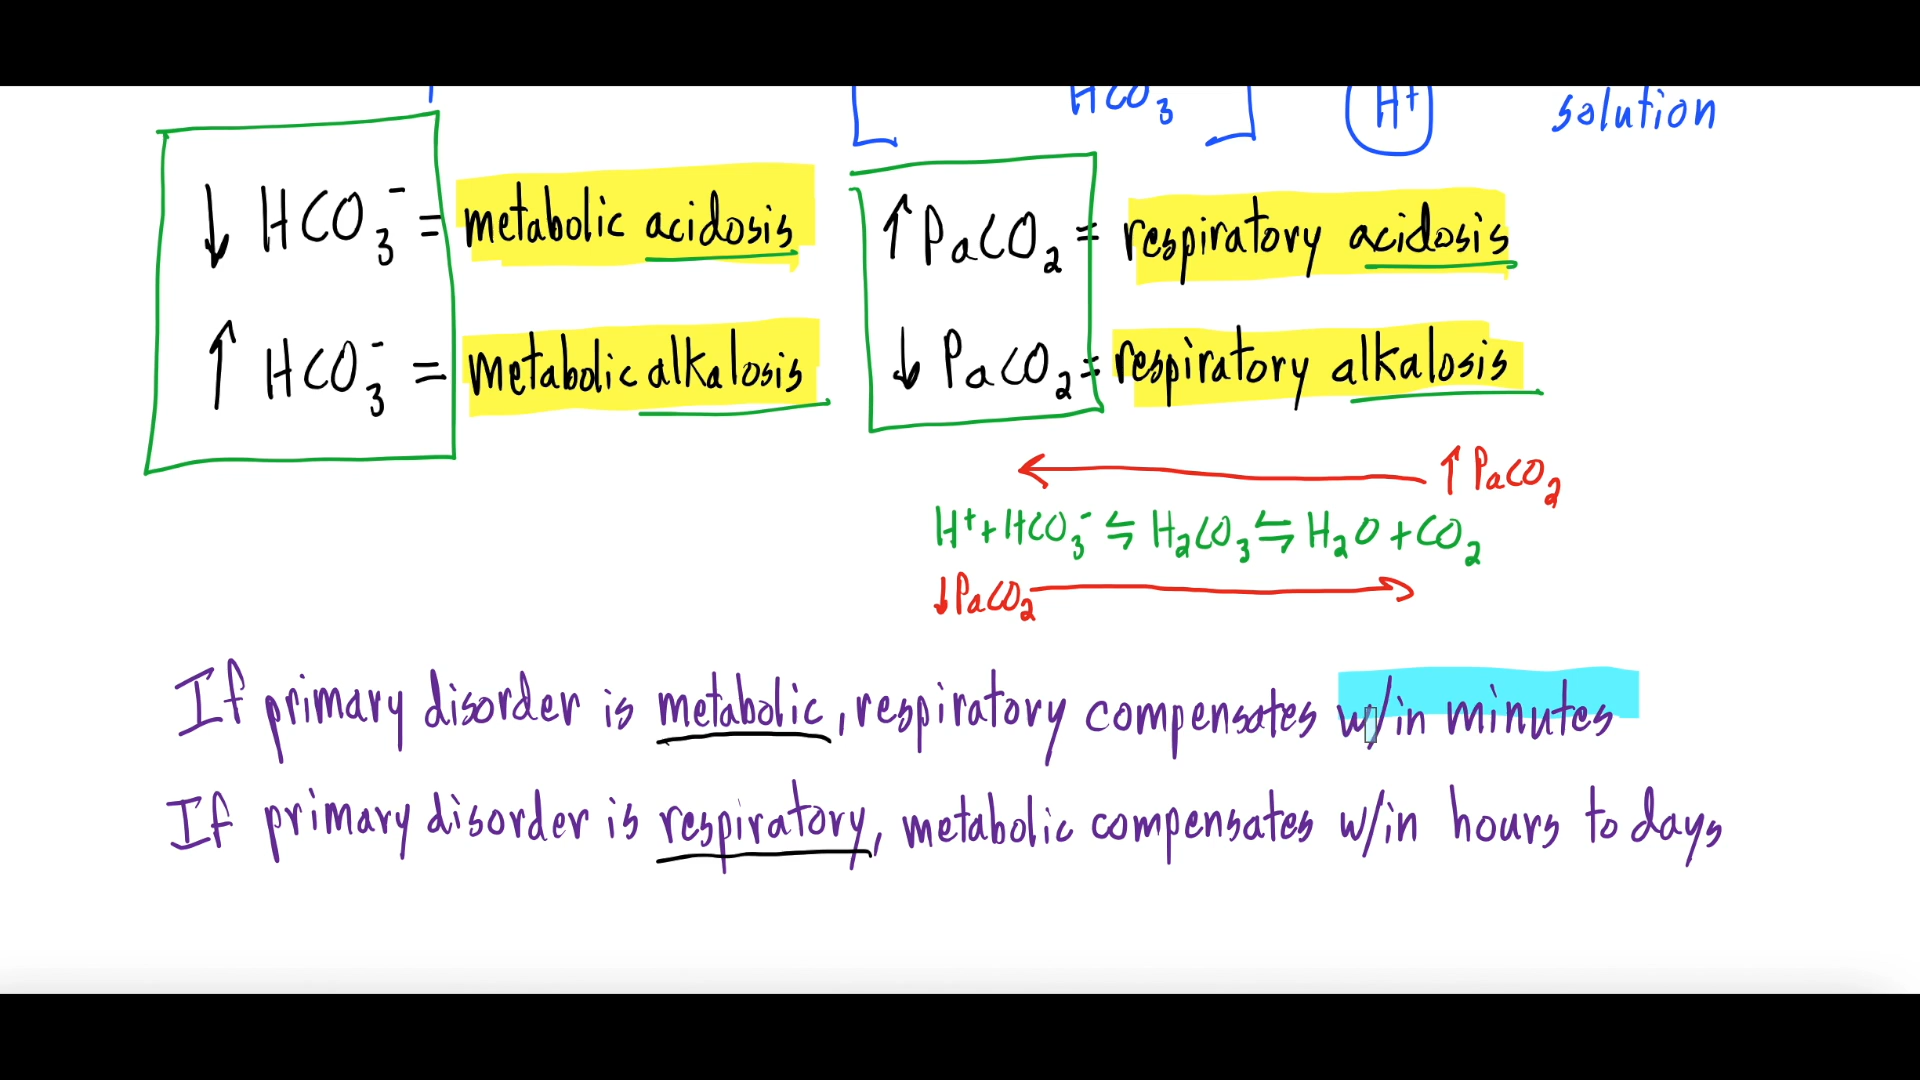 HCO3 H+ solution
↓ HCO3⁻ = metabolic acidosis
↑ HCO3⁻ = metabolic alkalosis
↑ PaCO2 = respiratory acidosis
↓ PaCO2 = respiratory alkalosis
↑ PaCO2
H⁺ + HCO3⁻ ⇋ H2CO3 ⇋ H2O + CO2
↓ PaCO2
If primary disorder is metabolic, respiratory compensates w/in minutes
If primary disorder is respiratory, metabolic compensates w/in hours to days